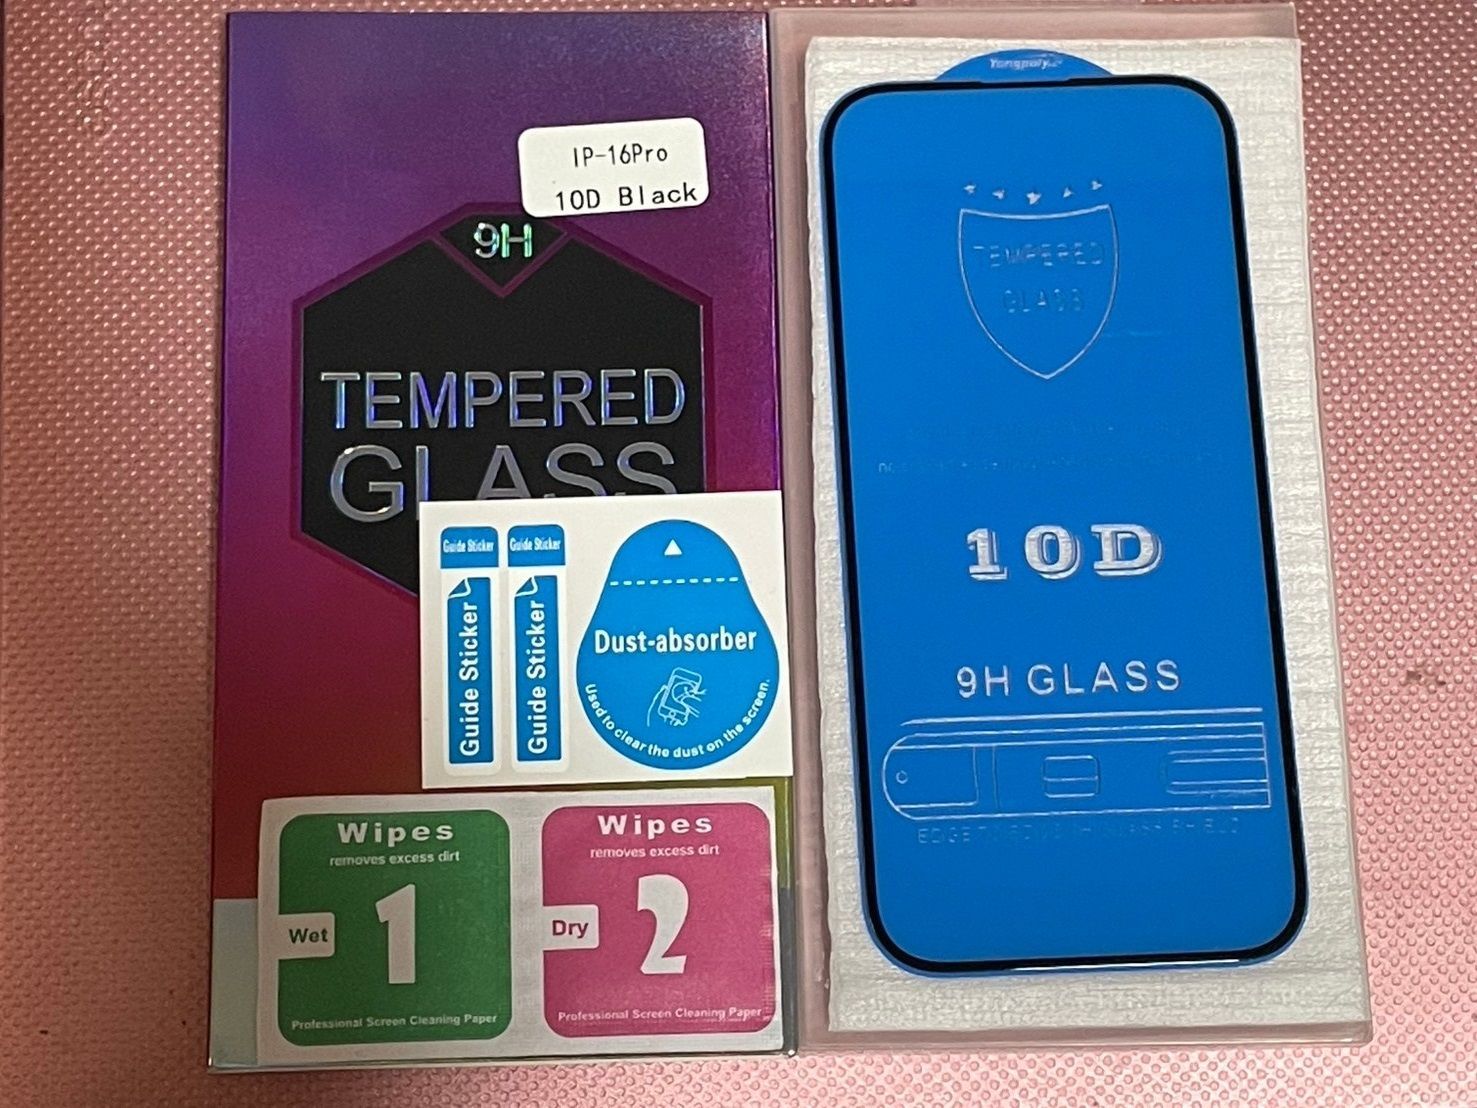 IP-16Pro
10D Black
9H
TEMPERED
GLASS
Guide Sticker
Guide Sticker
Guide Sticker
Guide Sticker
Dust-absorber
Used to clear the dust on the screen.
Wipes
removes excess dirt
1
Wet
Professional Screen Cleaning Paper
Wipes
removes excess dirt
2
Dry
Professional Screen Cleaning Paper
TEMPERED
GLASS
10D
9H GLASS